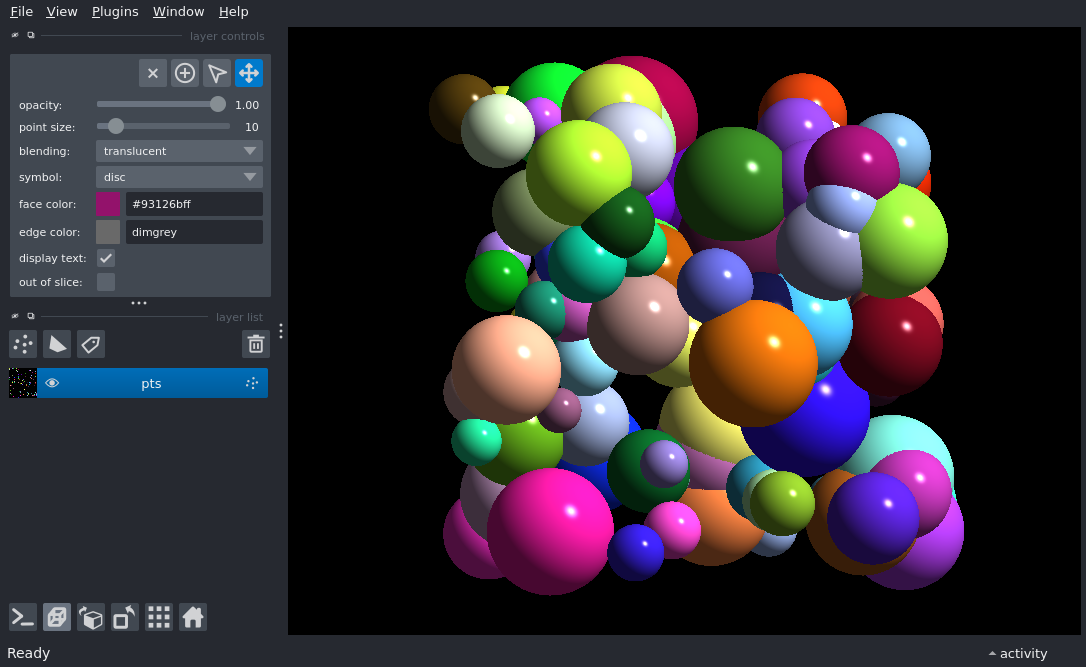 File View Plugins Window Help
layer controls
opacity: 1.00
point size: 10
blending: translucent
symbol: disc
face color: #93126bff
edge color: dimgrey
display text:
out of slice:
layer list
pts
Ready
activity